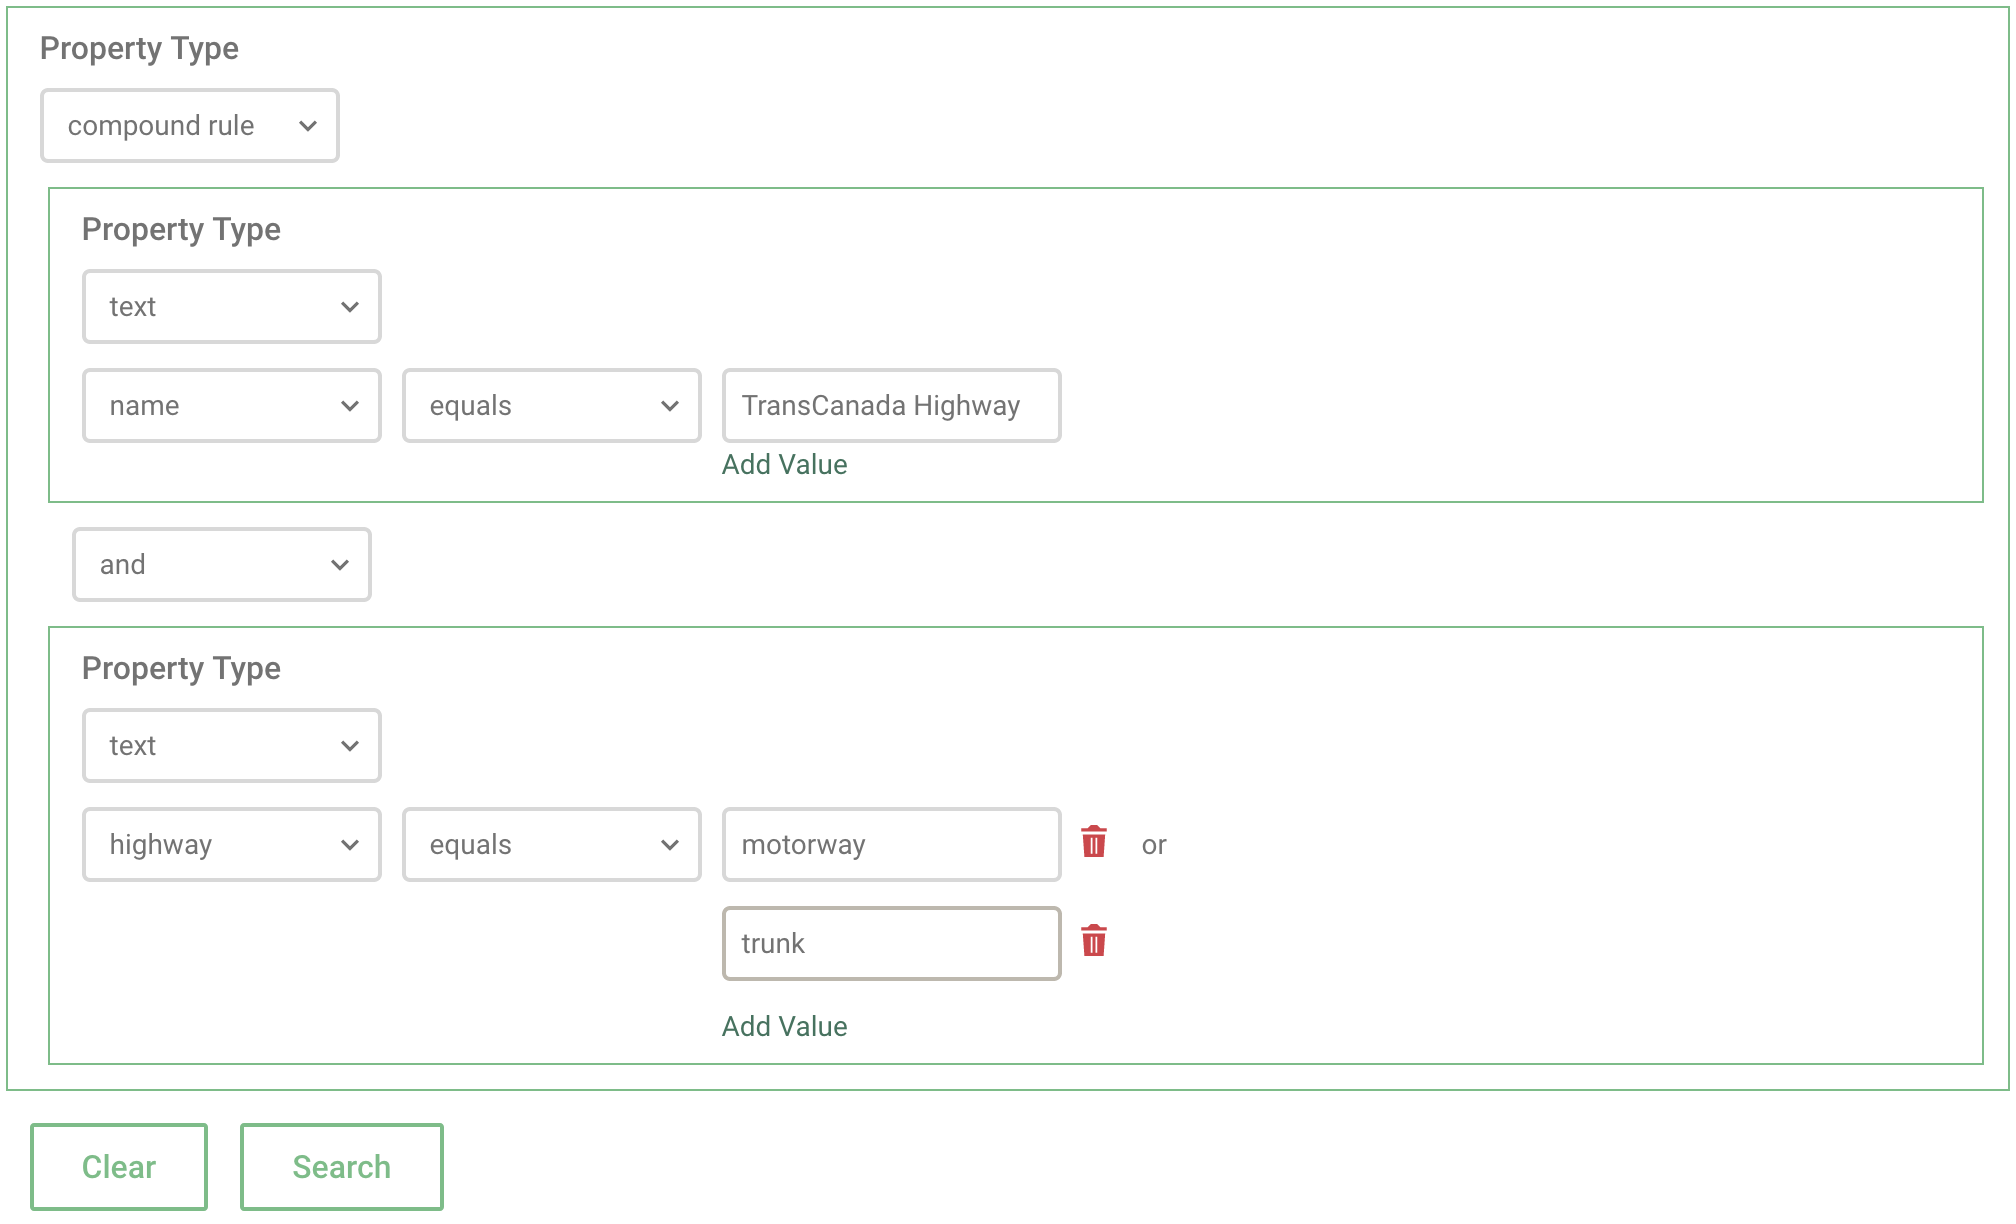 Property Type
compound rule
Property Type
text
name equals TransCanada Highway
Add Value
and
Property Type
text
highway equals motorway or
trunk
Add Value
Clear Search